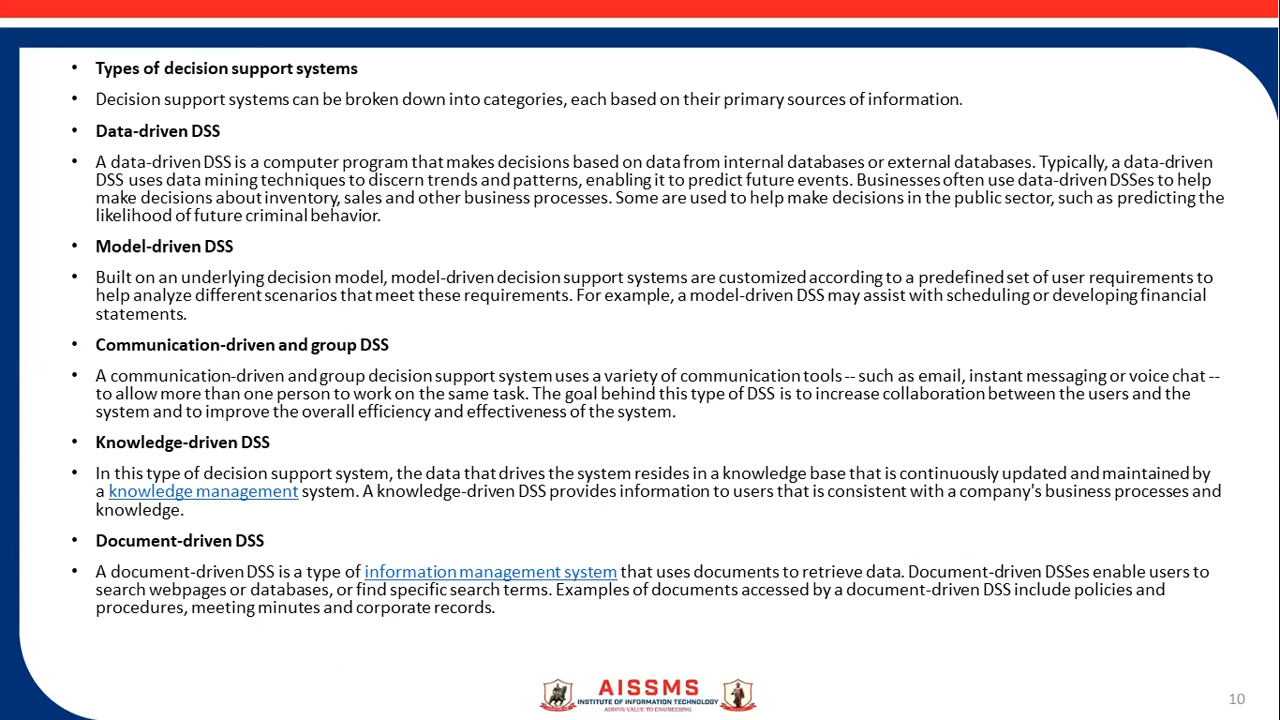 • Types of decision support systems
• Decision support systems can be broken down into categories, each based on their primary sources of information.
• Data-driven DSS
• A data-driven DSS is a computer program that makes decisions based on data from internal databases or external databases. Typically, a data-driven
DSS uses data mining techniques to discern trends and patterns, enabling it to predict future events. Businesses often use data-driven DSSes to help
make decisions about inventory, sales and other business processes. Some are used to help make decisions in the public sector, such as predicting the
likelihood of future criminal behavior.
• Model-driven DSS
• Built on an underlying decision model, model-driven decision support systems are customized according to a predefined set of user requirements to
help analyze different scenarios that meet these requirements. For example, a model-driven DSS may assist with scheduling or developing financial
statements.
• Communication-driven and group DSS
• A communication-driven and group decision support system uses a variety of communication tools -- such as email, instant messaging or voice chat --
to allow more than one person to work on the same task. The goal behind this type of DSS is to increase collaboration between the users and the
system and to improve the overall efficiency and effectiveness of the system.
• Knowledge-driven DSS
• In this type of decision support system, the data that drives the system resides in a knowledge base that is continuously updated and maintained by
a knowledge management system. A knowledge-driven DSS provides information to users that is consistent with a company's business processes and
knowledge.
• Document-driven DSS
• A document-driven DSS is a type of information management system that uses documents to retrieve data. Document-driven DSSes enable users to
search webpages or databases, or find specific search terms. Examples of documents accessed by a document-driven DSS include policies and
procedures, meeting minutes and corporate records.
AISSMS
INSTITUTE OF INFORMATION TECHNOLOGY
ADDING VALUE TO ENGINEERING
10